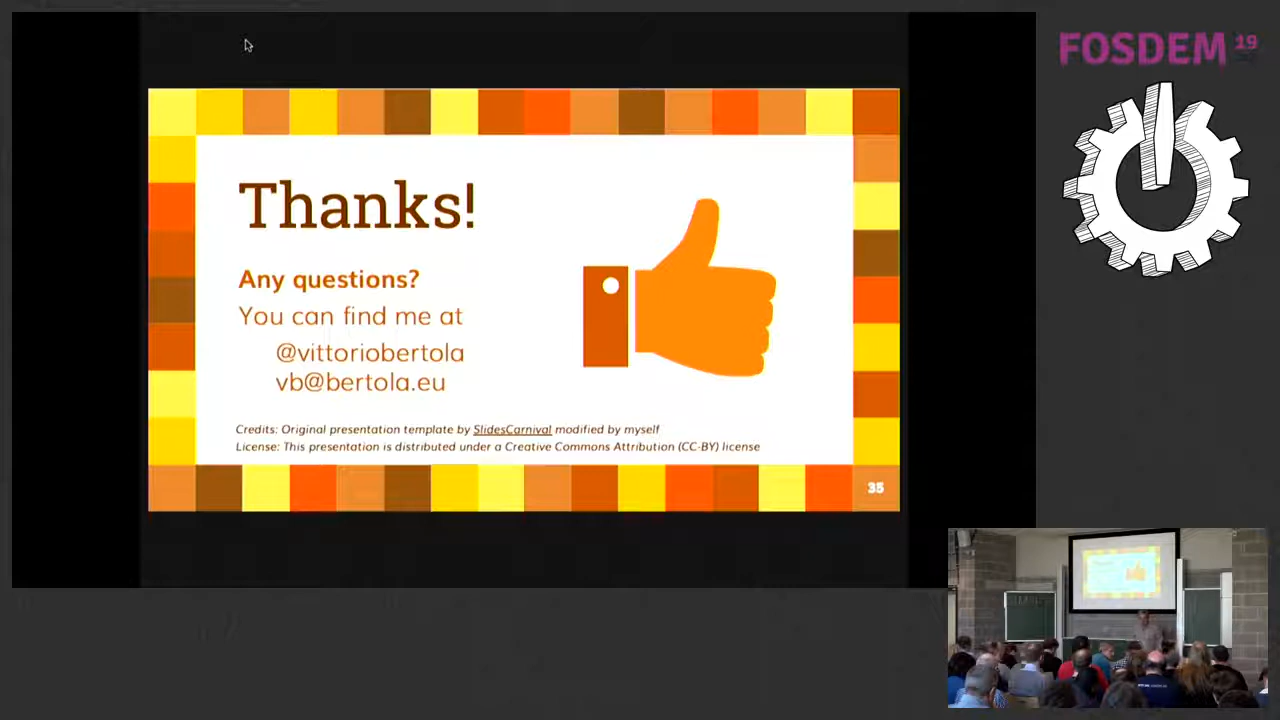 FOSDEM 19
Thanks!
Any questions?
You can find me at
@vittoriobertola
vb@bertola.eu
Credits: Original presentation template by SlidesCarnival modified by myself
License: This presentation is distributed under a Creative Commons Attribution (CC-BY) license
35